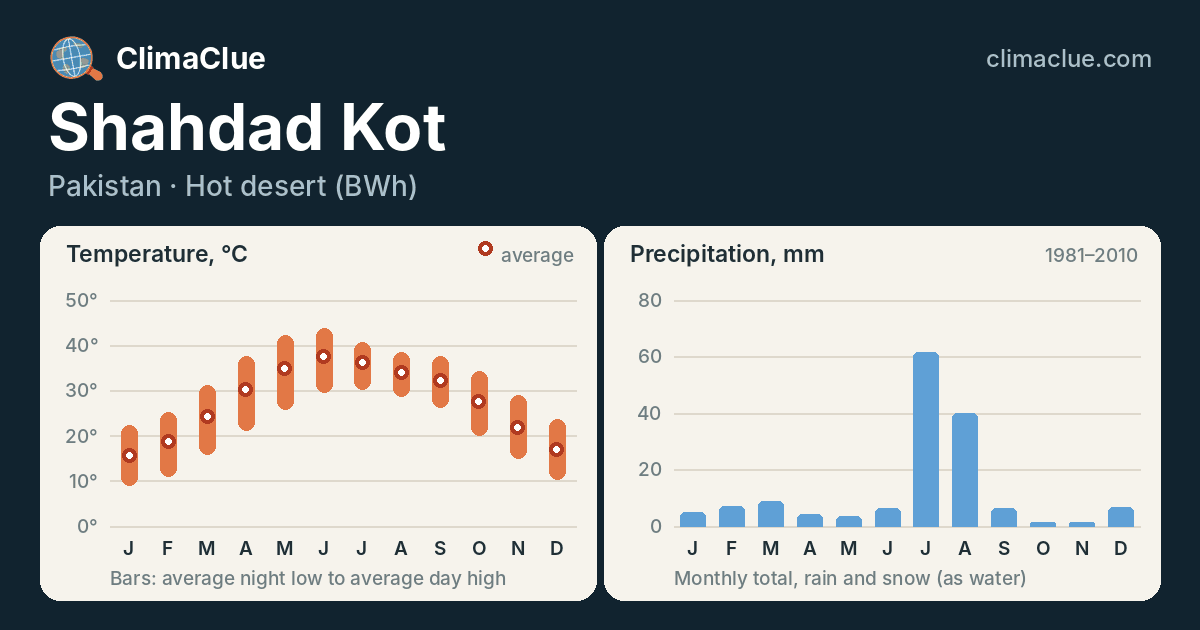 ClimaClue
climaclue.com
Shahdad Kot
Pakistan · Hot desert (BWh)
Temperature, °C
average
50°
40°
30°
20°
10°
0°
J F M A M J J A S O N D
Bars: average night low to average day high
Precipitation, mm
1981–2010
80
60
40
20
0
J F M A M J J A S O N D
Monthly total, rain and snow (as water)